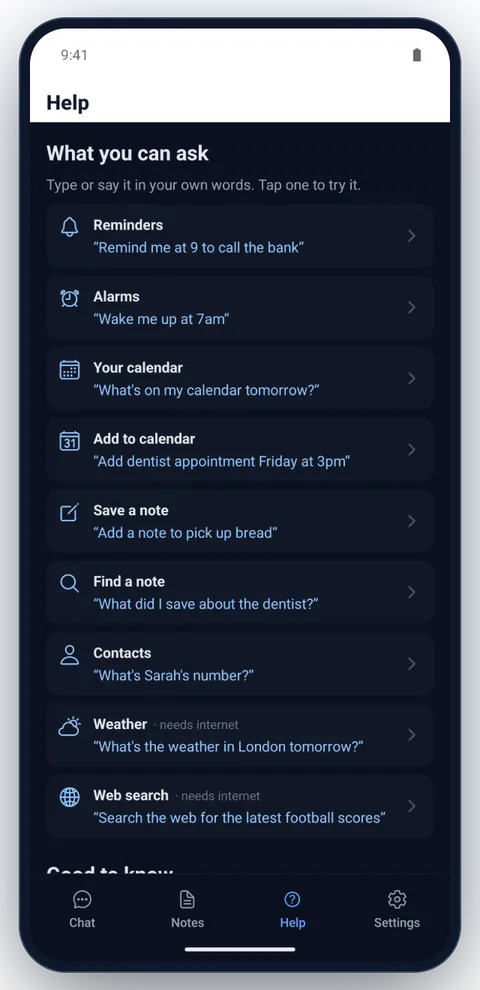 9:41
Help
What you can ask
Type or say it in your own words. Tap one to try it.
Reminders
“Remind me at 9 to call the bank”
Alarms
“Wake me up at 7am”
Your calendar
“What's on my calendar tomorrow?”
31
Add to calendar
“Add dentist appointment Friday at 3pm”
Save a note
“Add a note to pick up bread”
Find a note
“What did I save about the dentist?”
Contacts
“What's Sarah's number?”
Weather · needs internet
“What's the weather in London tomorrow?”
Web search · needs internet
“Search the web for the latest football scores”
Good to know
Chat
Notes
Help
Settings